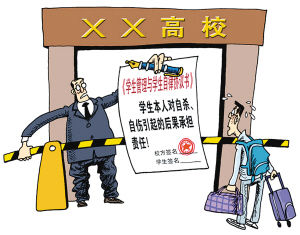 ××高校
《学生管理与学生自律协议书》
学生本人对自杀、
自伤引起的后果承担
责任!
校方签名
学生签名